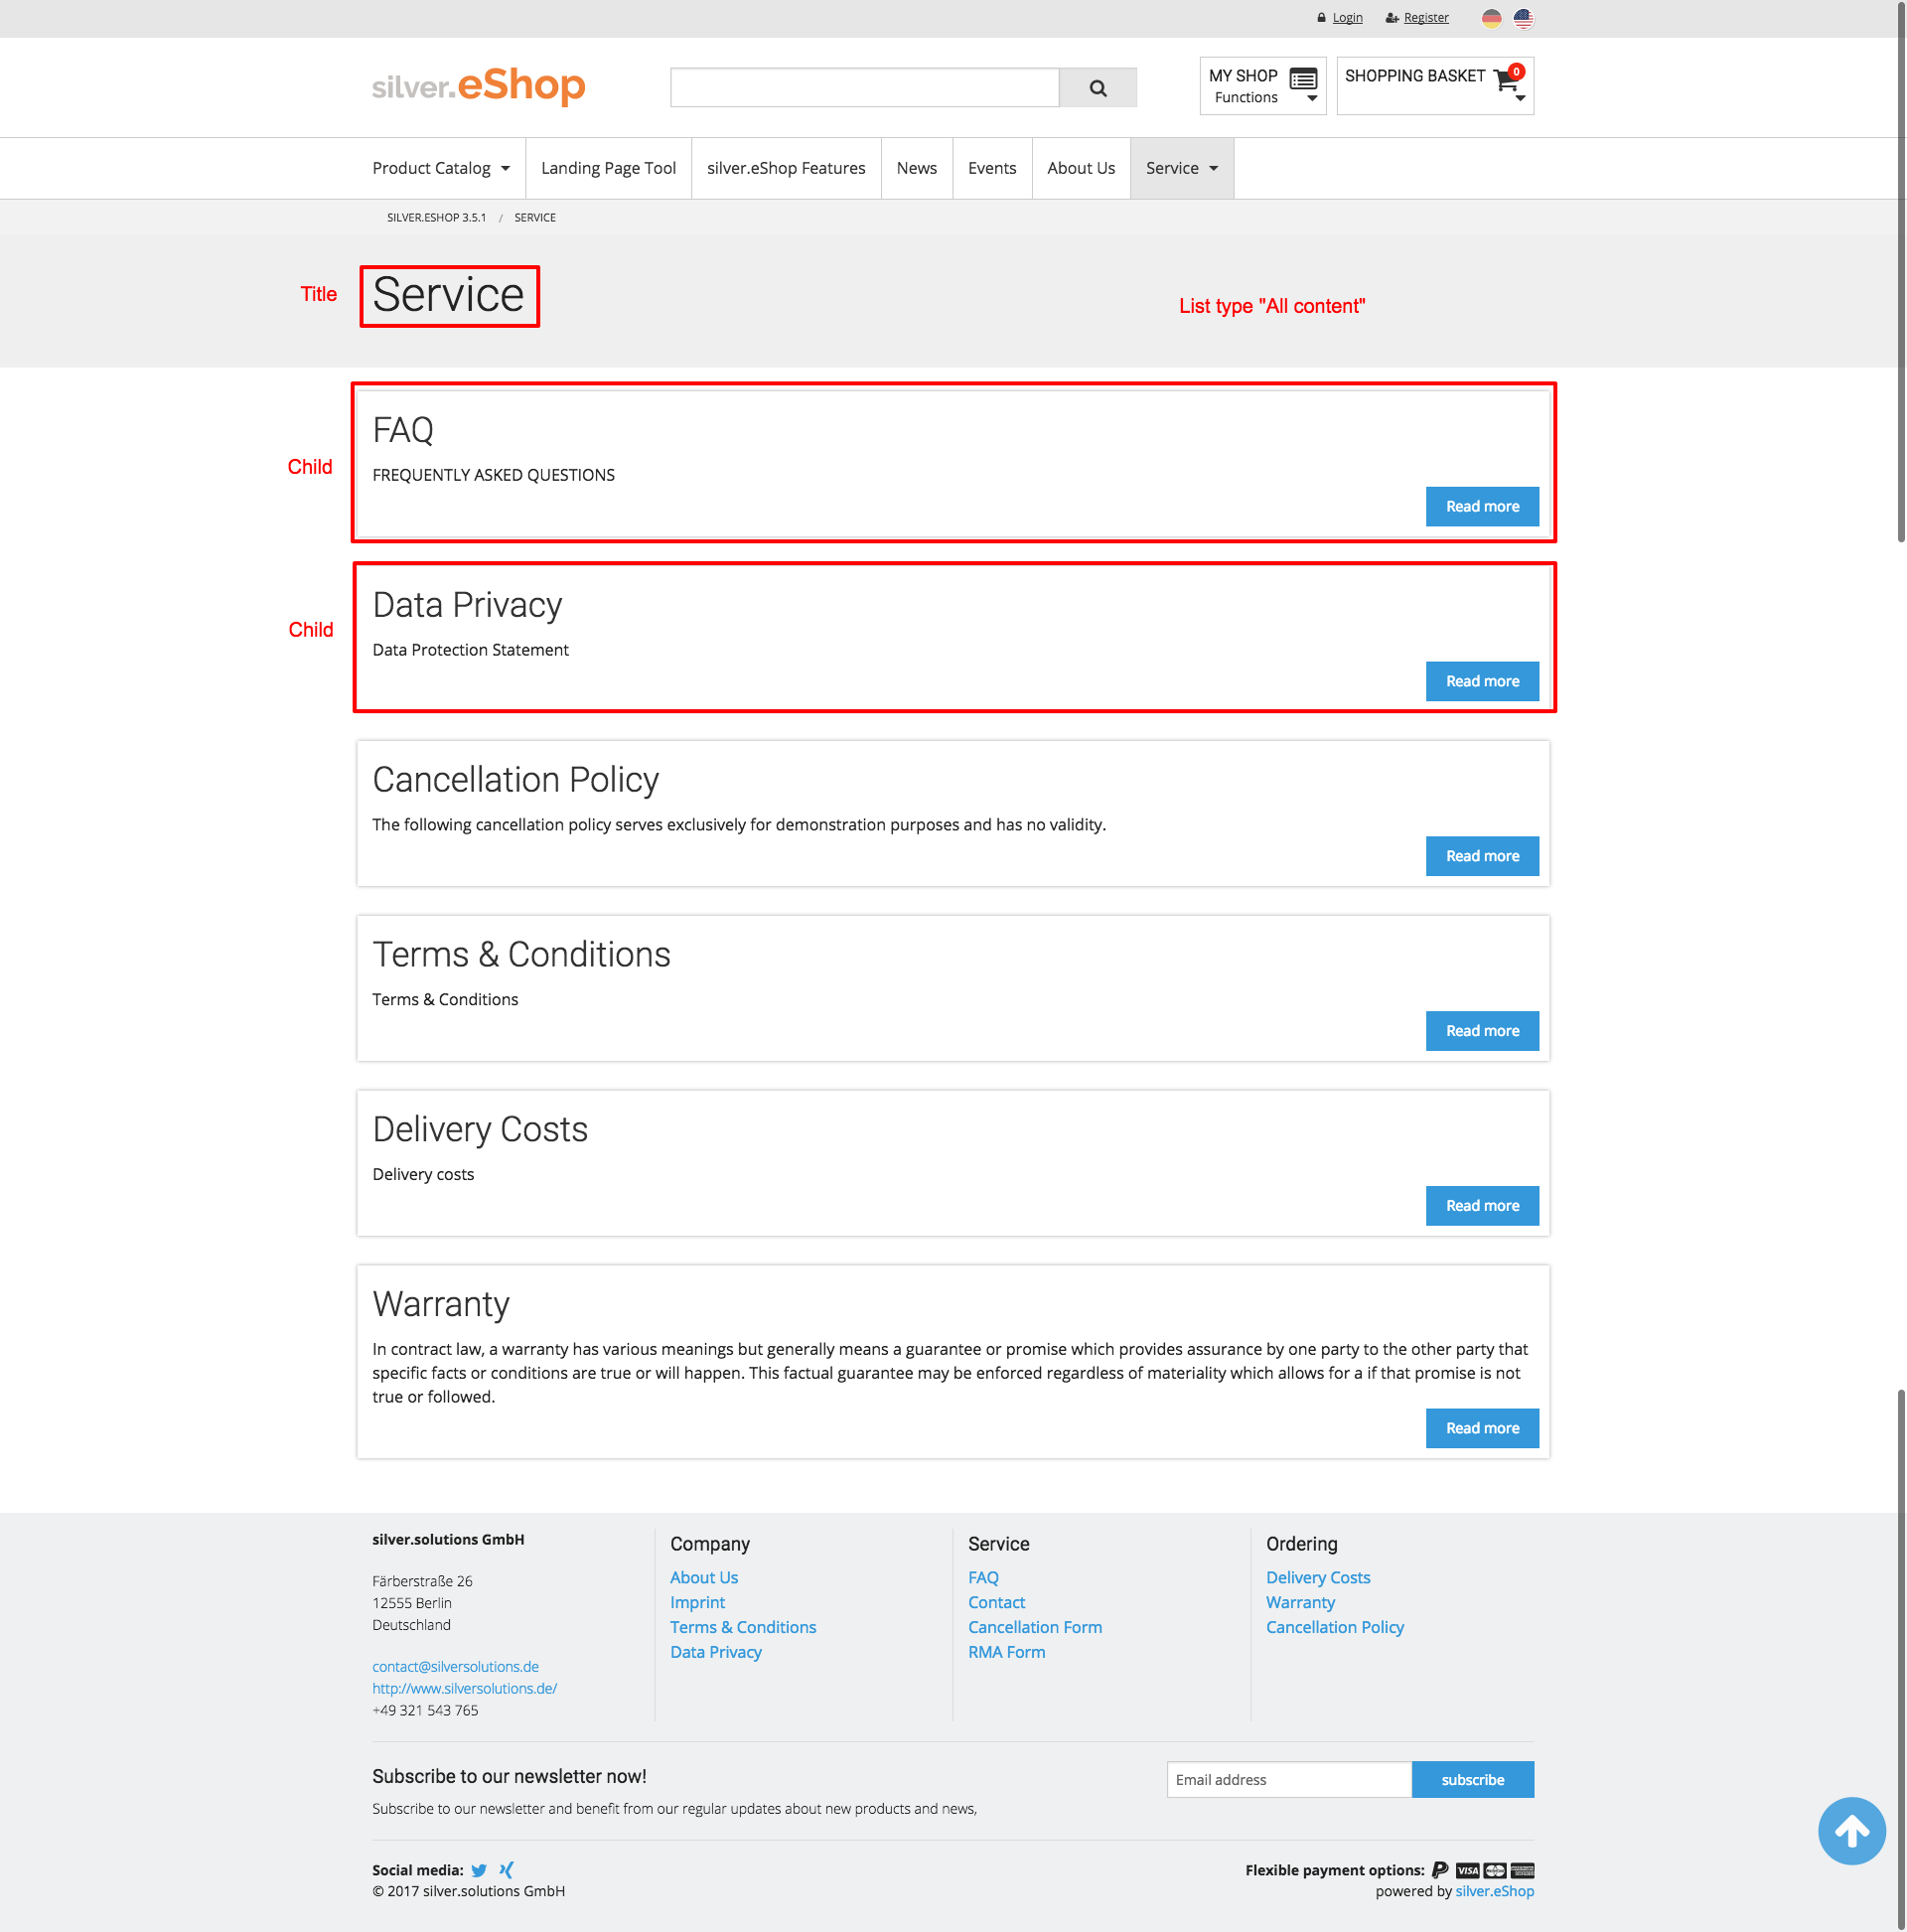 Login Register
silver.eShop
MY SHOP
Functions
SHOPPING BASKET
0
Product Catalog Landing Page Tool silver.eShop Features News Events About Us Service
SILVER.ESHOP 3.5.1 / SERVICE
Title
Service
List type "All content"
Child
FAQ
FREQUENTLY ASKED QUESTIONS
Read more
Child
Data Privacy
Data Protection Statement
Read more
Cancellation Policy
The following cancellation policy serves exclusively for demonstration purposes and has no validity.
Read more
Terms & Conditions
Terms & Conditions
Read more
Delivery Costs
Delivery costs
Read more
Warranty
In contract law, a warranty has various meanings but generally means a guarantee or promise which provides assurance by one party to the other party that
specific facts or conditions are true or will happen. This factual guarantee may be enforced regardless of materiality which allows for a if that promise is not
true or followed.
Read more
silver.solutions GmbH
Färberstraße 26
12555 Berlin
Deutschland
contact@silversolutions.de
http://www.silversolutions.de/
+49 321 543 765
Company
About Us
Imprint
Terms & Conditions
Data Privacy
Service
FAQ
Contact
Cancellation Form
RMA Form
Ordering
Delivery Costs
Warranty
Cancellation Policy
Subscribe to our newsletter now!
Subscribe to our newsletter and benefit from our regular updates about new products and news,
Email address
subscribe
Social media:
© 2017 silver.solutions GmbH
Flexible payment options: VISA
powered by silver.eShop